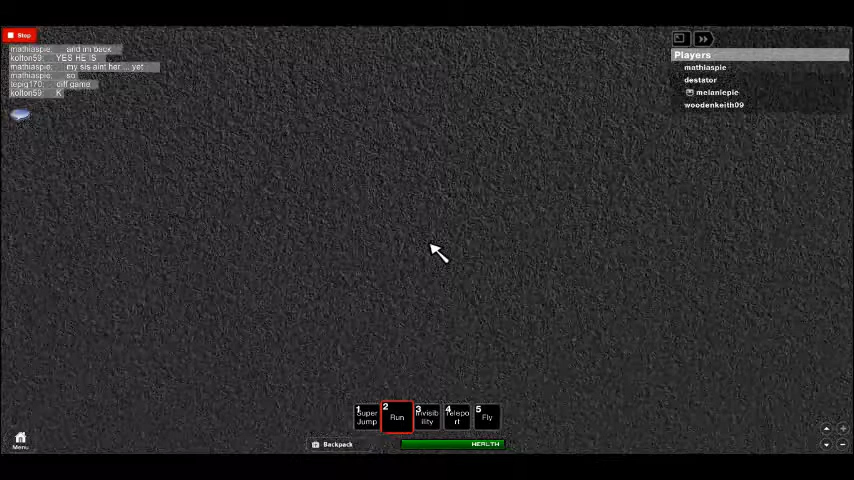 Stop
mathiaspie: and im back
kolton59: YES HE IS
mathiaspie: my sis aint her ... yet
mathiaspie: so
tepig170: diff game
kolton59: K
Players
mathiaspie
destator
melaniepie
woodenkeith09
1 Super Jump
2 Run
3 Invisib ility
4 Telepo rt
5 Fly
Menu
Backpack
HEALTH